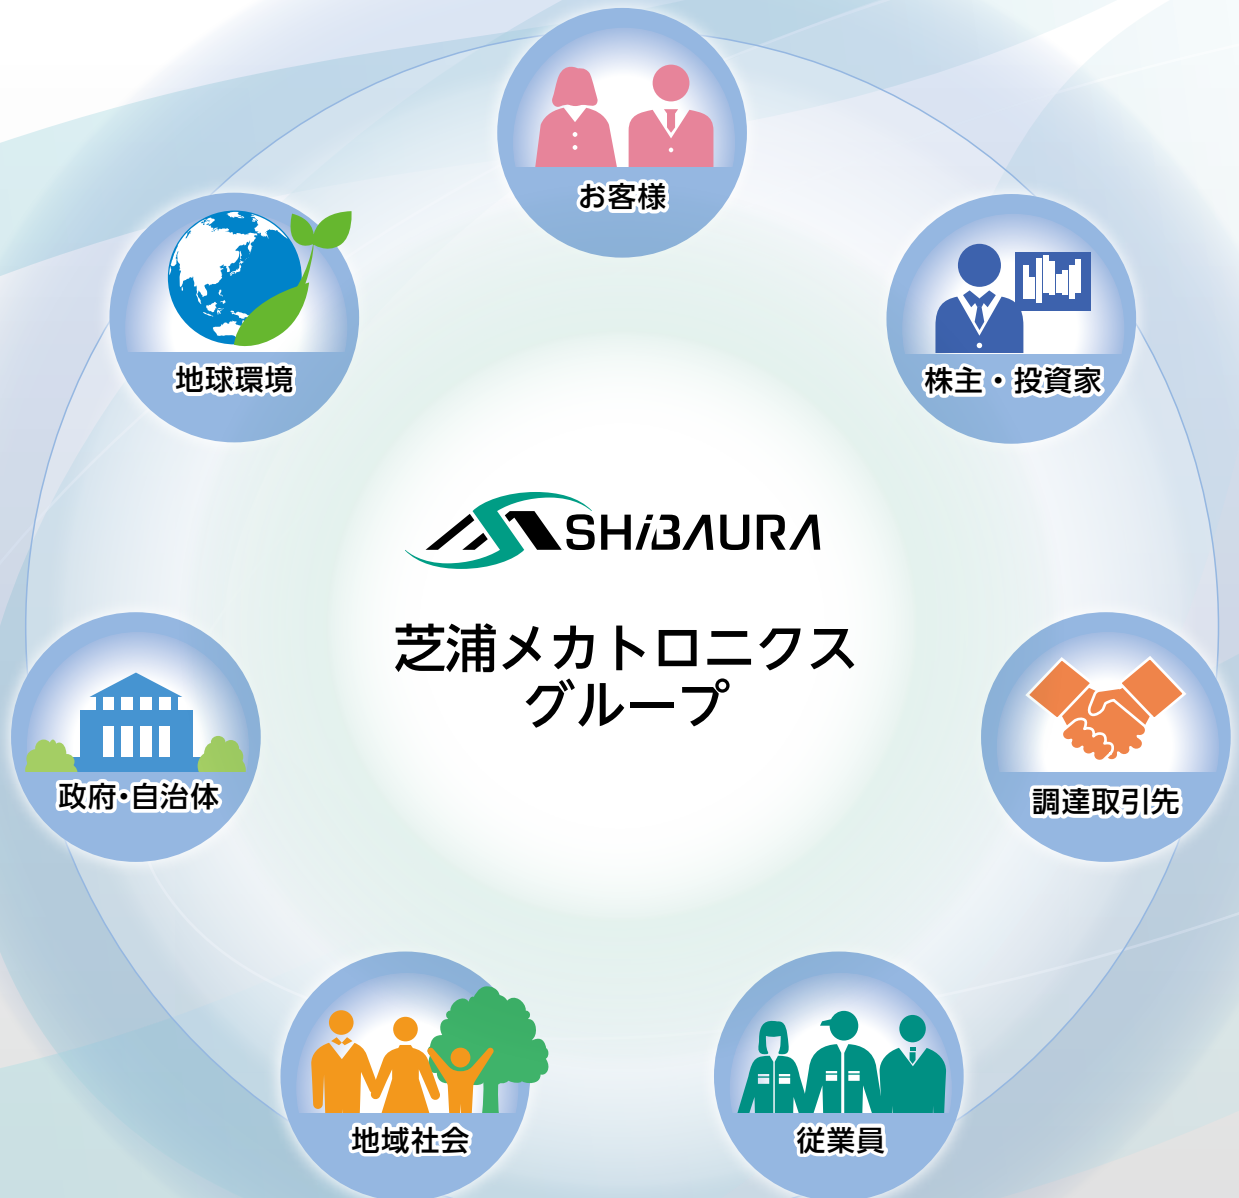 お客様
地球環境
株主・投資家
SHiBAURA
芝浦メカトロニクス
グループ
政府・自治体
調達取引先
地域社会
従業員